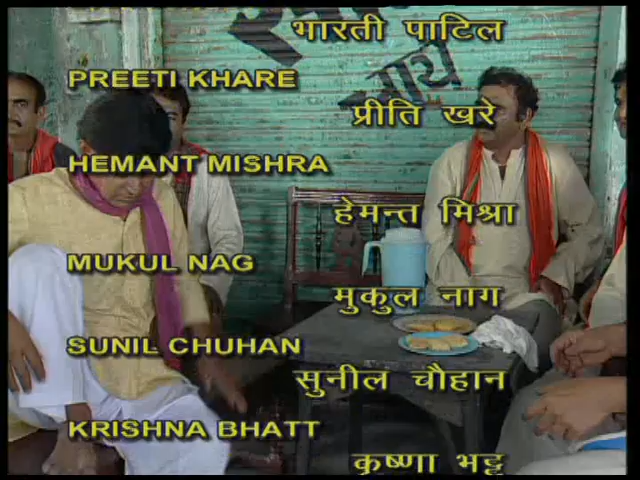 भारती पाटिल
PREETI KHARE
प्रीति खरे
HEMANT MISHRA
हेमन्त मिश्रा
MUKUL NAG
मुकुल नाग
SUNIL CHUHAN
सुनील चौहान
KRISHNA BHATT
कृष्णा भट्ट